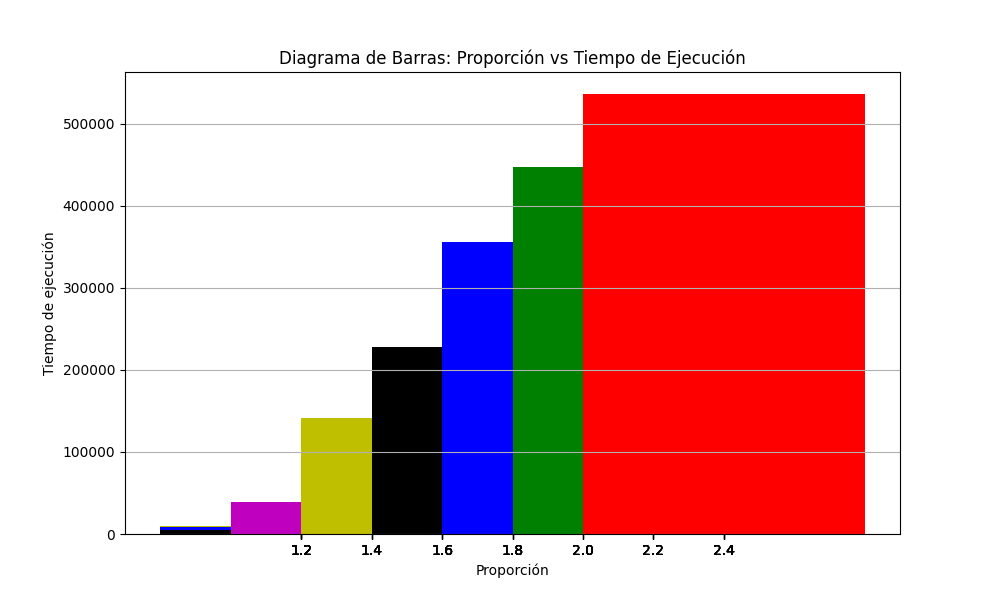 Diagrama de Barras: Proporción vs Tiempo de Ejecución
500000
400000
300000
200000
100000
0
Tiempo de ejecución
1.2 1.4 1.6 1.8 2.0 2.2 2.4
Proporción